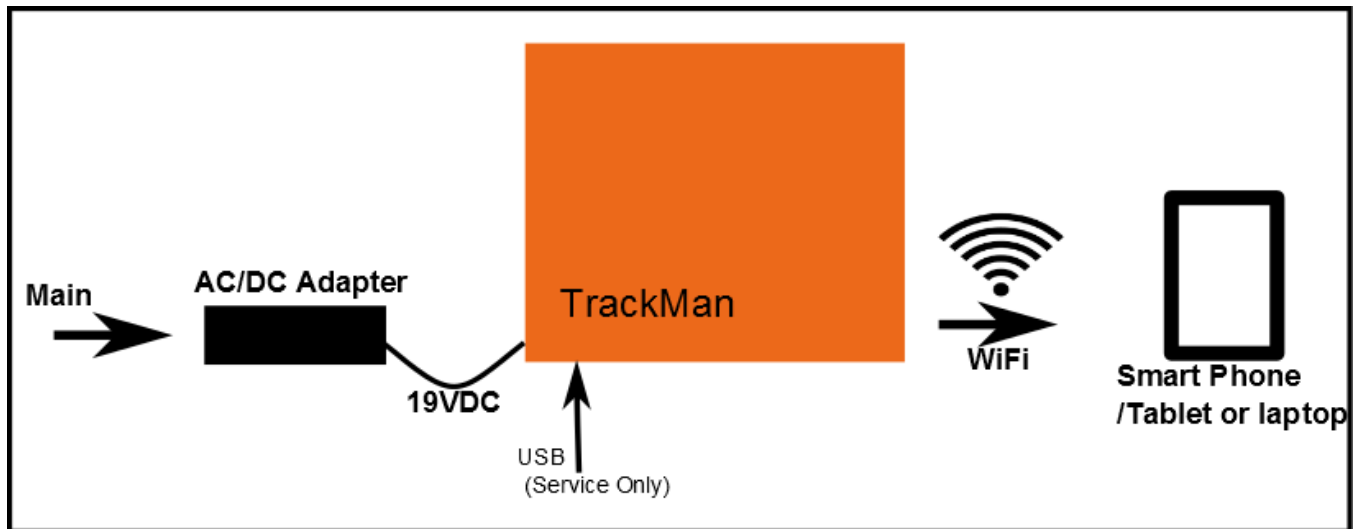 Main
AC/DC Adapter
19VDC
TrackMan
USB
(Service Only)
WiFi
Smart Phone
/Tablet or laptop